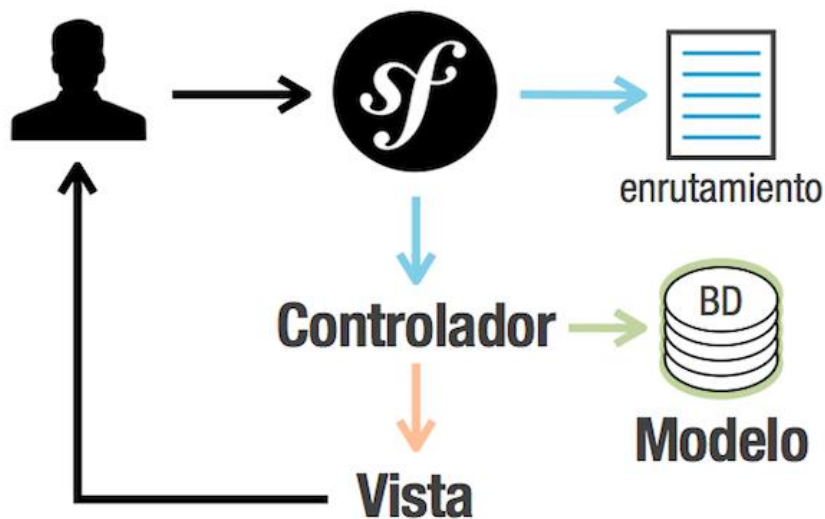 sf
enrutamiento
BD
Controlador
Modelo
Vista